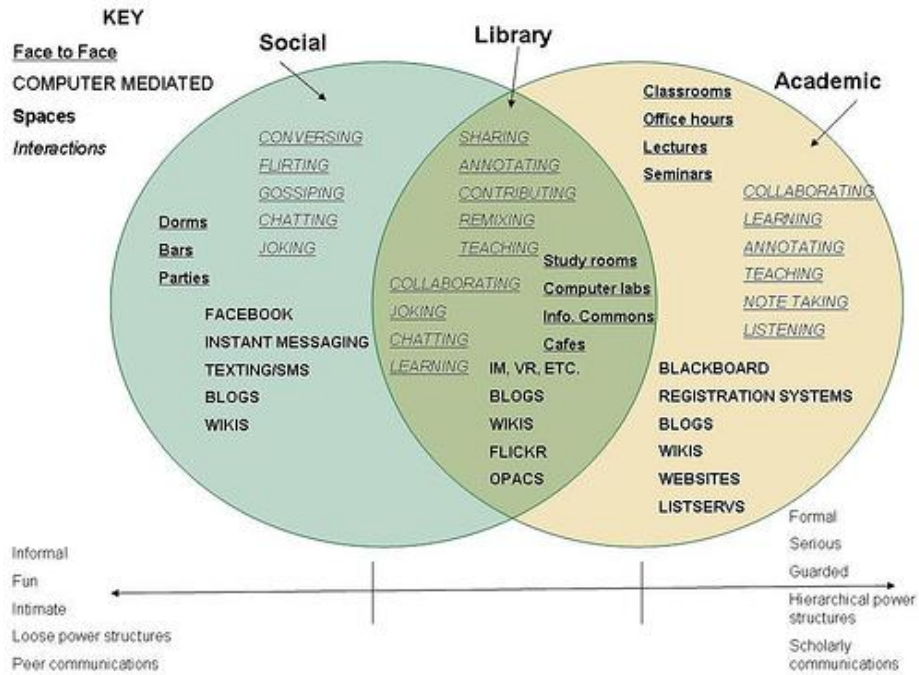 KEY
Face to Face
COMPUTER MEDIATED
Spaces
Interactions
Social
Library
Academic
CONVERSING
FLIRTING
GOSSIPING
CHATTING
JOKING
Dorms
Bars
Parties
FACEBOOK
INSTANT MESSAGING
TEXTING/SMS
BLOGS
WIKIS
SHARING
ANNOTATING
CONTRIBUTING
REMIXING
TEACHING
COLLABORATING
JOKING
CHATTING
LEARNING
Study rooms
Computer labs
Info. Commons
Cafes
IM, VR, ETC.
BLOGS
WIKIS
FLICKR
OPACS
Classrooms
Office hours
Lectures
Seminars
COLLABORATING
LEARNING
ANNOTATING
TEACHING
NOTE TAKING
LISTENING
BLACKBOARD
REGISTRATION SYSTEMS
BLOGS
WIKIS
WEBSITES
LISTSERVS
Informal
Fun
Intimate
Loose power structures
Peer communications
Formal
Serious
Guarded
Hierarchical power
structures
Scholarly
communications